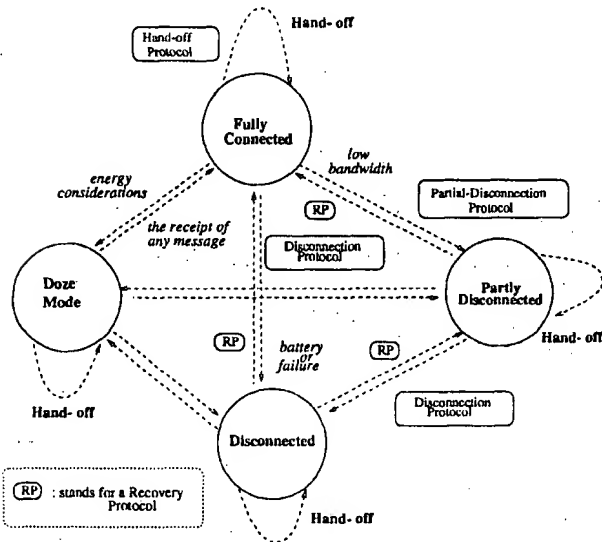 Hand- off
Hand-off
Protocol
Fully
Connected
low
bandwidth
energy
considerations
Partial-Disconnection
Protocol
RP
the receipt of
any message
Disconnection
Protocol
Doze
Mode
Partly
Disconnected
Hand- off
RP
battery
or
failure
RP
Hand- off
Disconnection
Protocol
Disconnected
RP : stands for a Recovery
Protocol
Hand- off